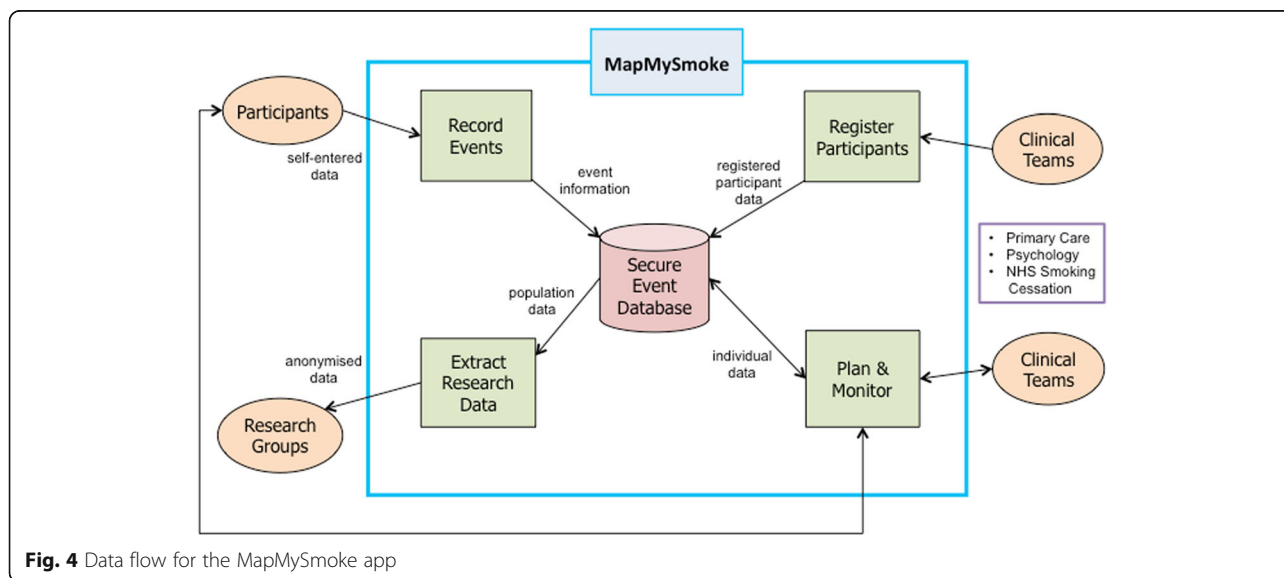 MapMySmoke
Participants
self-entered
data
Record
Events
event
information
Register
Participants
registered
participant
data
Clinical
Teams
• Primary Care
• Psychology
• NHS Smoking
Cessation
Secure
Event
Database
population
data
individual
data
Extract
Research
Data
anonymised
data
Research
Groups
Plan &
Monitor
Clinical
Teams
Fig. 4 Data flow for the MapMySmoke app